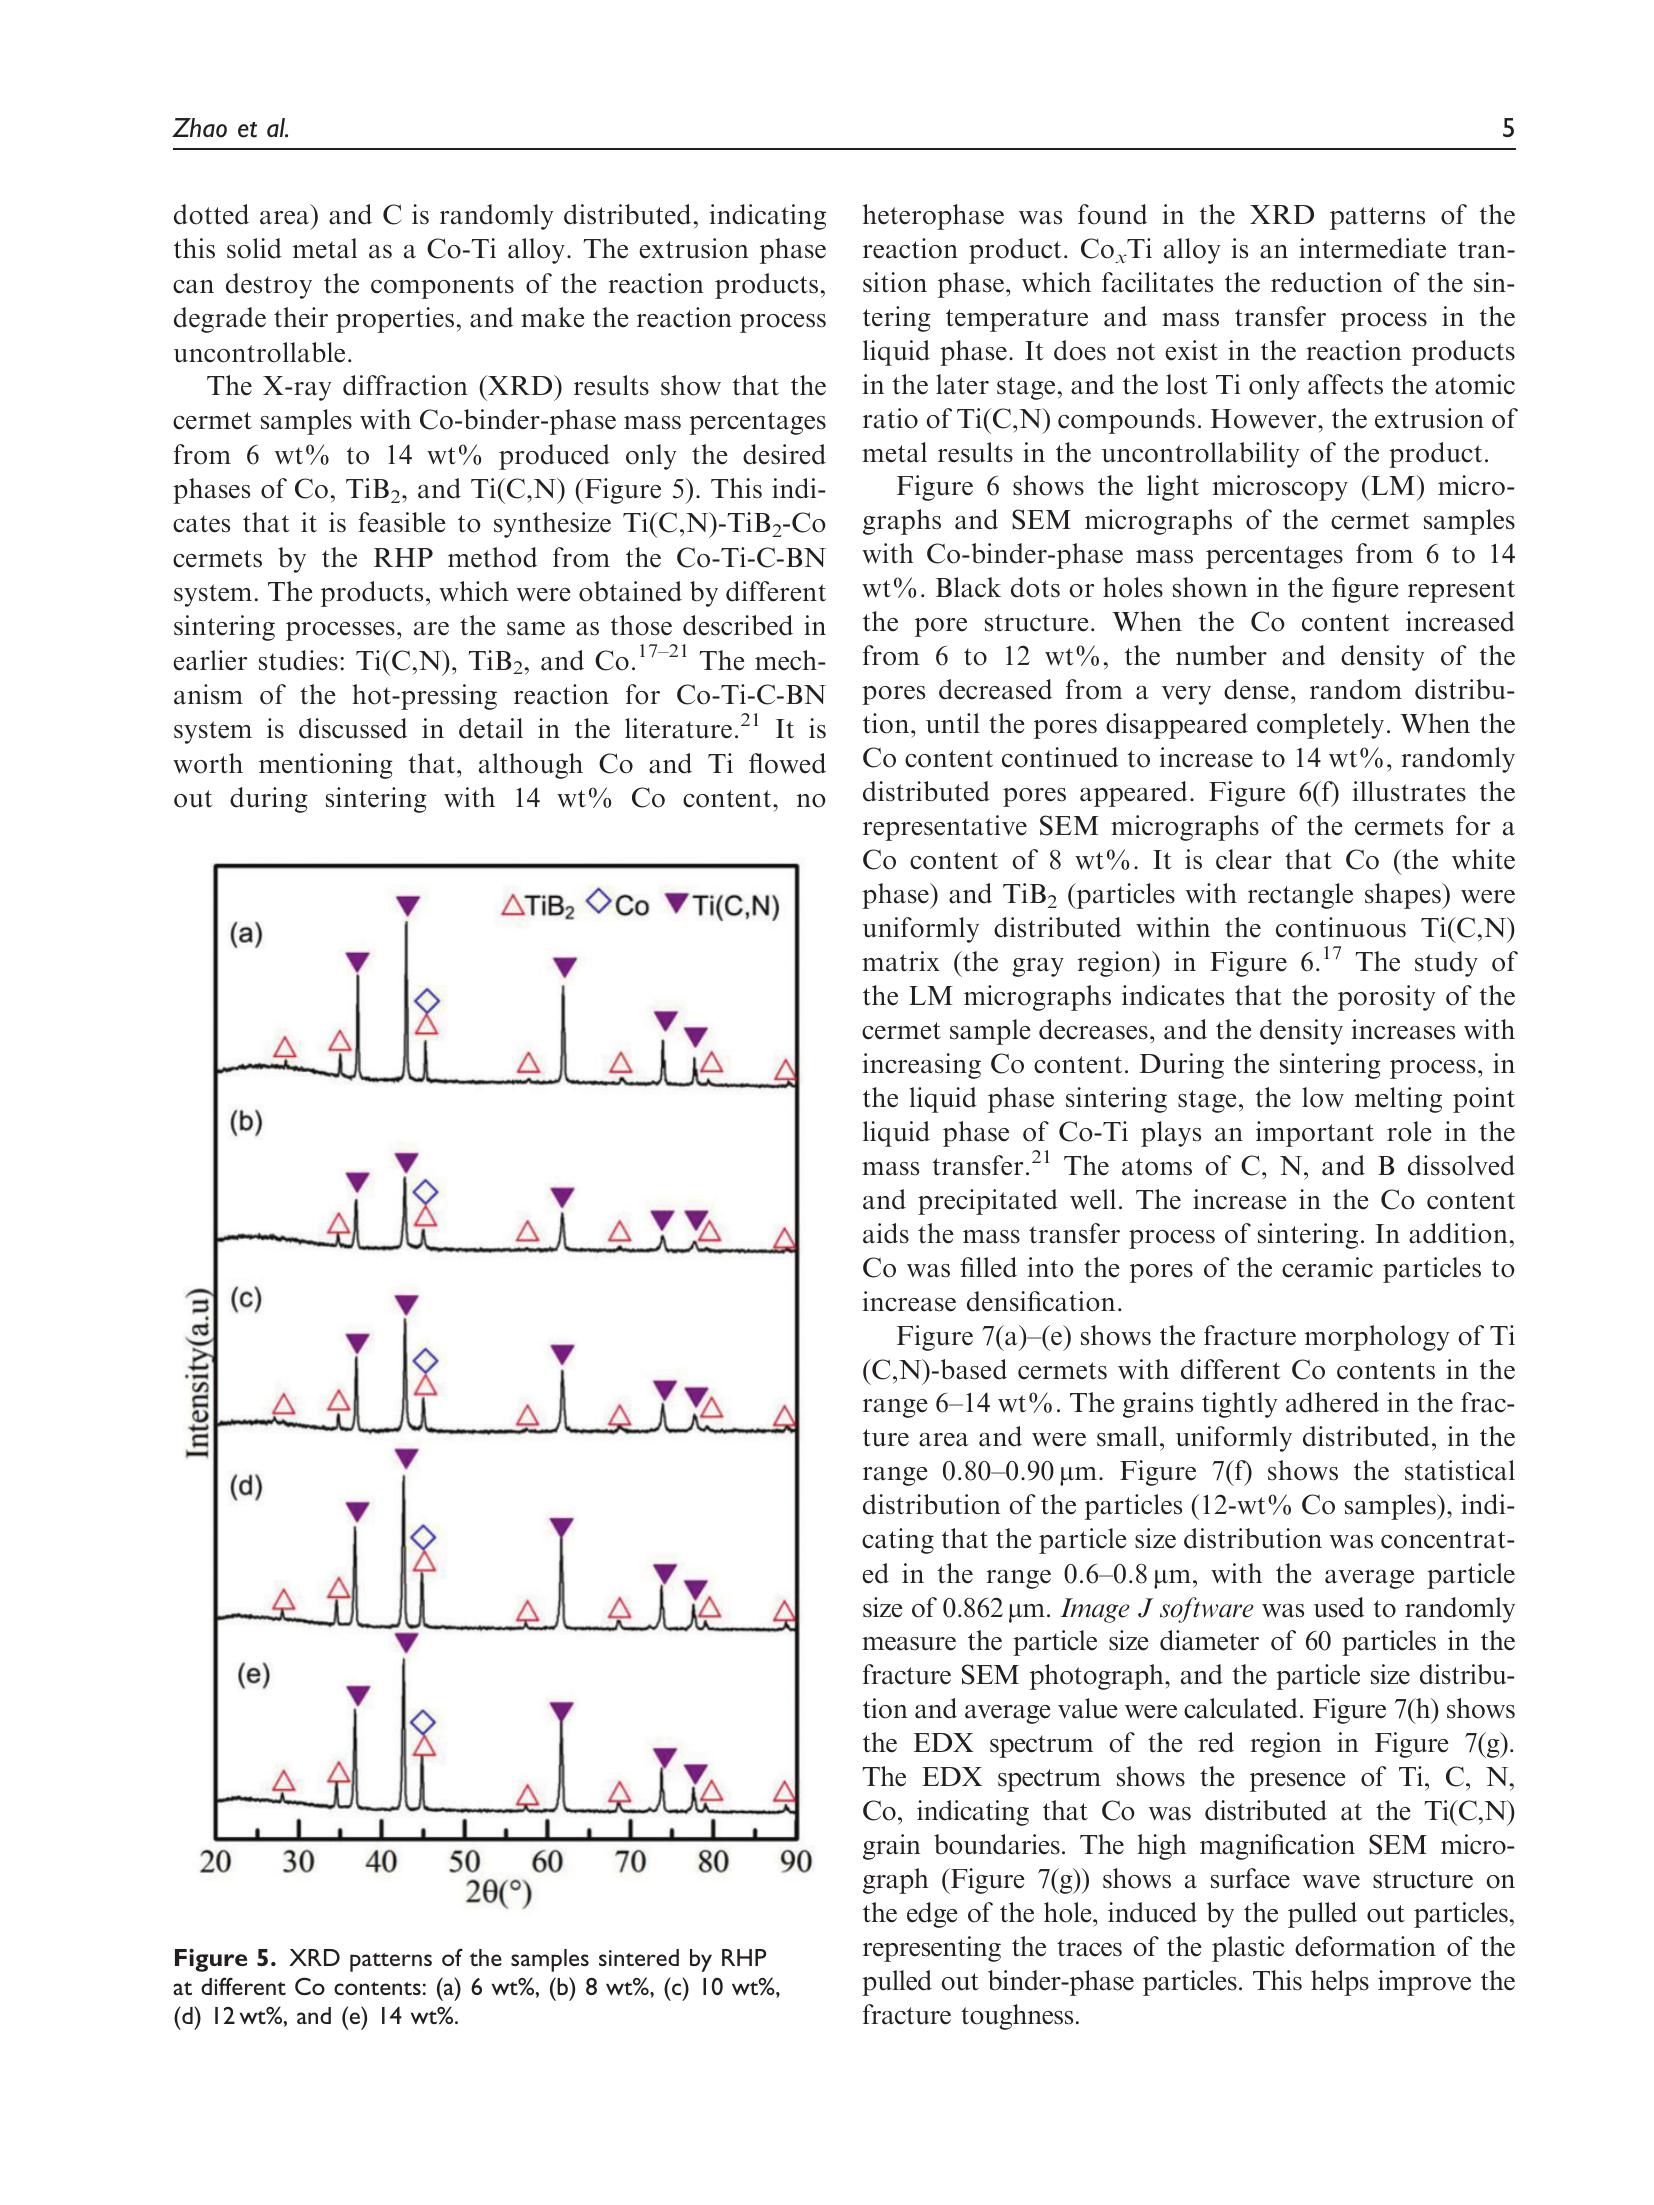 Zhao et al.
5
dotted area) and C is randomly distributed, indicating
this solid metal as a Co-Ti alloy. The extrusion phase
can destroy the components of the reaction products,
degrade their properties, and make the reaction process
uncontrollable.
The X-ray diffraction (XRD) results show that the
cermet samples with Co-binder-phase mass percentages
from 6 wt% to 14 wt% produced only the desired
phases of Co, TiB₂, and Ti(C,N) (Figure 5). This indi-
cates that it is feasible to synthesize Ti(C,N)-TiB₂-Co
cermets by the RHP method from the Co-Ti-C-BN
system. The products, which were obtained by different
sintering processes, are the same as those described in
earlier studies: Ti(C,N), TiB₂, and Co.¹⁷⁻²¹ The mech-
anism of the hot-pressing reaction for Co-Ti-C-BN
system is discussed in detail in the literature.²¹ It is
worth mentioning that, although Co and Ti flowed
out during sintering with 14 wt% Co content, no
(a)
△TiB₂ ◇Co ▼Ti(C,N)
(b)
(c)
(d)
(e)
Intensity(a.u)
20 30 40 50 60 70 80 90
2θ(°)
Figure 5. XRD patterns of the samples sintered by RHP
at different Co contents: (a) 6 wt%, (b) 8 wt%, (c) 10 wt%,
(d) 12 wt%, and (e) 14 wt%.
heterophase was found in the XRD patterns of the
reaction product. CoₓTi alloy is an intermediate tran-
sition phase, which facilitates the reduction of the sin-
tering temperature and mass transfer process in the
liquid phase. It does not exist in the reaction products
in the later stage, and the lost Ti only affects the atomic
ratio of Ti(C,N) compounds. However, the extrusion of
metal results in the uncontrollability of the product.
Figure 6 shows the light microscopy (LM) micro-
graphs and SEM micrographs of the cermet samples
with Co-binder-phase mass percentages from 6 to 14
wt%. Black dots or holes shown in the figure represent
the pore structure. When the Co content increased
from 6 to 12 wt%, the number and density of the
pores decreased from a very dense, random distribu-
tion, until the pores disappeared completely. When the
Co content continued to increase to 14 wt%, randomly
distributed pores appeared. Figure 6(f) illustrates the
representative SEM micrographs of the cermets for a
Co content of 8 wt%. It is clear that Co (the white
phase) and TiB₂ (particles with rectangle shapes) were
uniformly distributed within the continuous Ti(C,N)
matrix (the gray region) in Figure 6.¹⁷ The study of
the LM micrographs indicates that the porosity of the
cermet sample decreases, and the density increases with
increasing Co content. During the sintering process, in
the liquid phase sintering stage, the low melting point
liquid phase of Co-Ti plays an important role in the
mass transfer.²¹ The atoms of C, N, and B dissolved
and precipitated well. The increase in the Co content
aids the mass transfer process of sintering. In addition,
Co was filled into the pores of the ceramic particles to
increase densification.
Figure 7(a)–(e) shows the fracture morphology of Ti
(C,N)-based cermets with different Co contents in the
range 6–14 wt%. The grains tightly adhered in the frac-
ture area and were small, uniformly distributed, in the
range 0.80–0.90 μm. Figure 7(f) shows the statistical
distribution of the particles (12-wt% Co samples), indi-
cating that the particle size distribution was concentrat-
ed in the range 0.6–0.8 μm, with the average particle
size of 0.862 μm. Image J software was used to randomly
measure the particle size diameter of 60 particles in the
fracture SEM photograph, and the particle size distribu-
tion and average value were calculated. Figure 7(h) shows
the EDX spectrum of the red region in Figure 7(g).
The EDX spectrum shows the presence of Ti, C, N,
Co, indicating that Co was distributed at the Ti(C,N)
grain boundaries. The high magnification SEM micro-
graph (Figure 7(g)) shows a surface wave structure on
the edge of the hole, induced by the pulled out particles,
representing the traces of the plastic deformation of the
pulled out binder-phase particles. This helps improve the
fracture toughness.